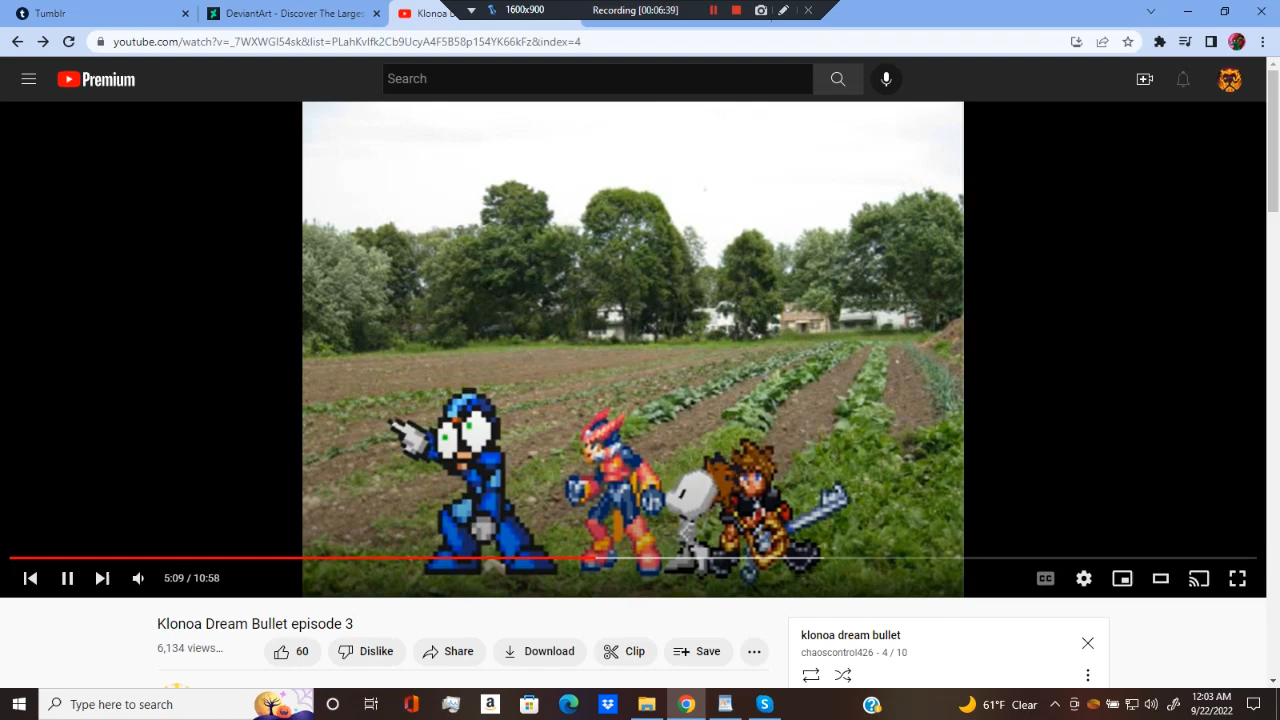 Tumblr
DeviantArt - Discover The Larges
Klonoa
1600x900
Recording [00:06:39]
youtube.com/watch?v=_7WXWGI54sk&list=PLahKvIfk2Cb9UcyA4F5B58p154YK66kFz&index=4
Premium
Search
5:09 / 10:58
CC
Klonoa Dream Bullet episode 3
6,134 views...
60
Dislike
Share
Download
Clip
Save
klonoa dream bullet
chaoscontrol426 - 4 / 10
Type here to search
61°F Clear
12:03 AM
9/22/2022